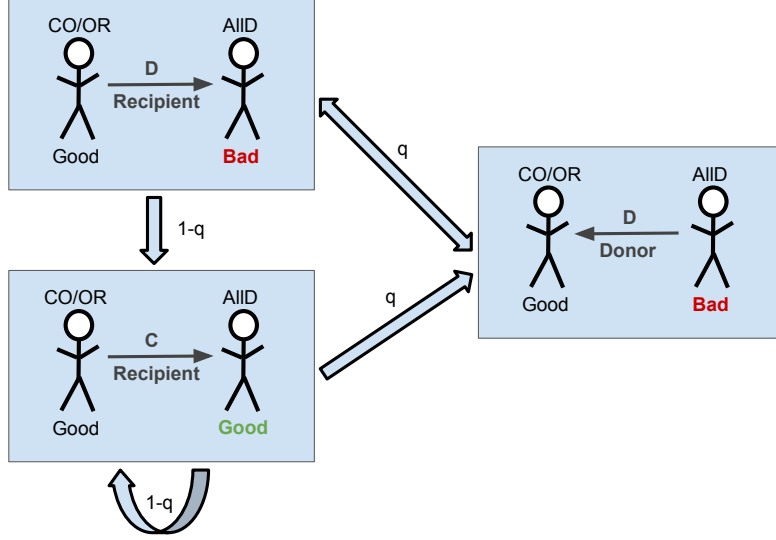 CO/OR AllD
D
Recipient
Good Bad
q
1-q
CO/OR AllD
D
Donor
Good Bad
CO/OR AllD
C
Recipient
Good Good
q
1-q